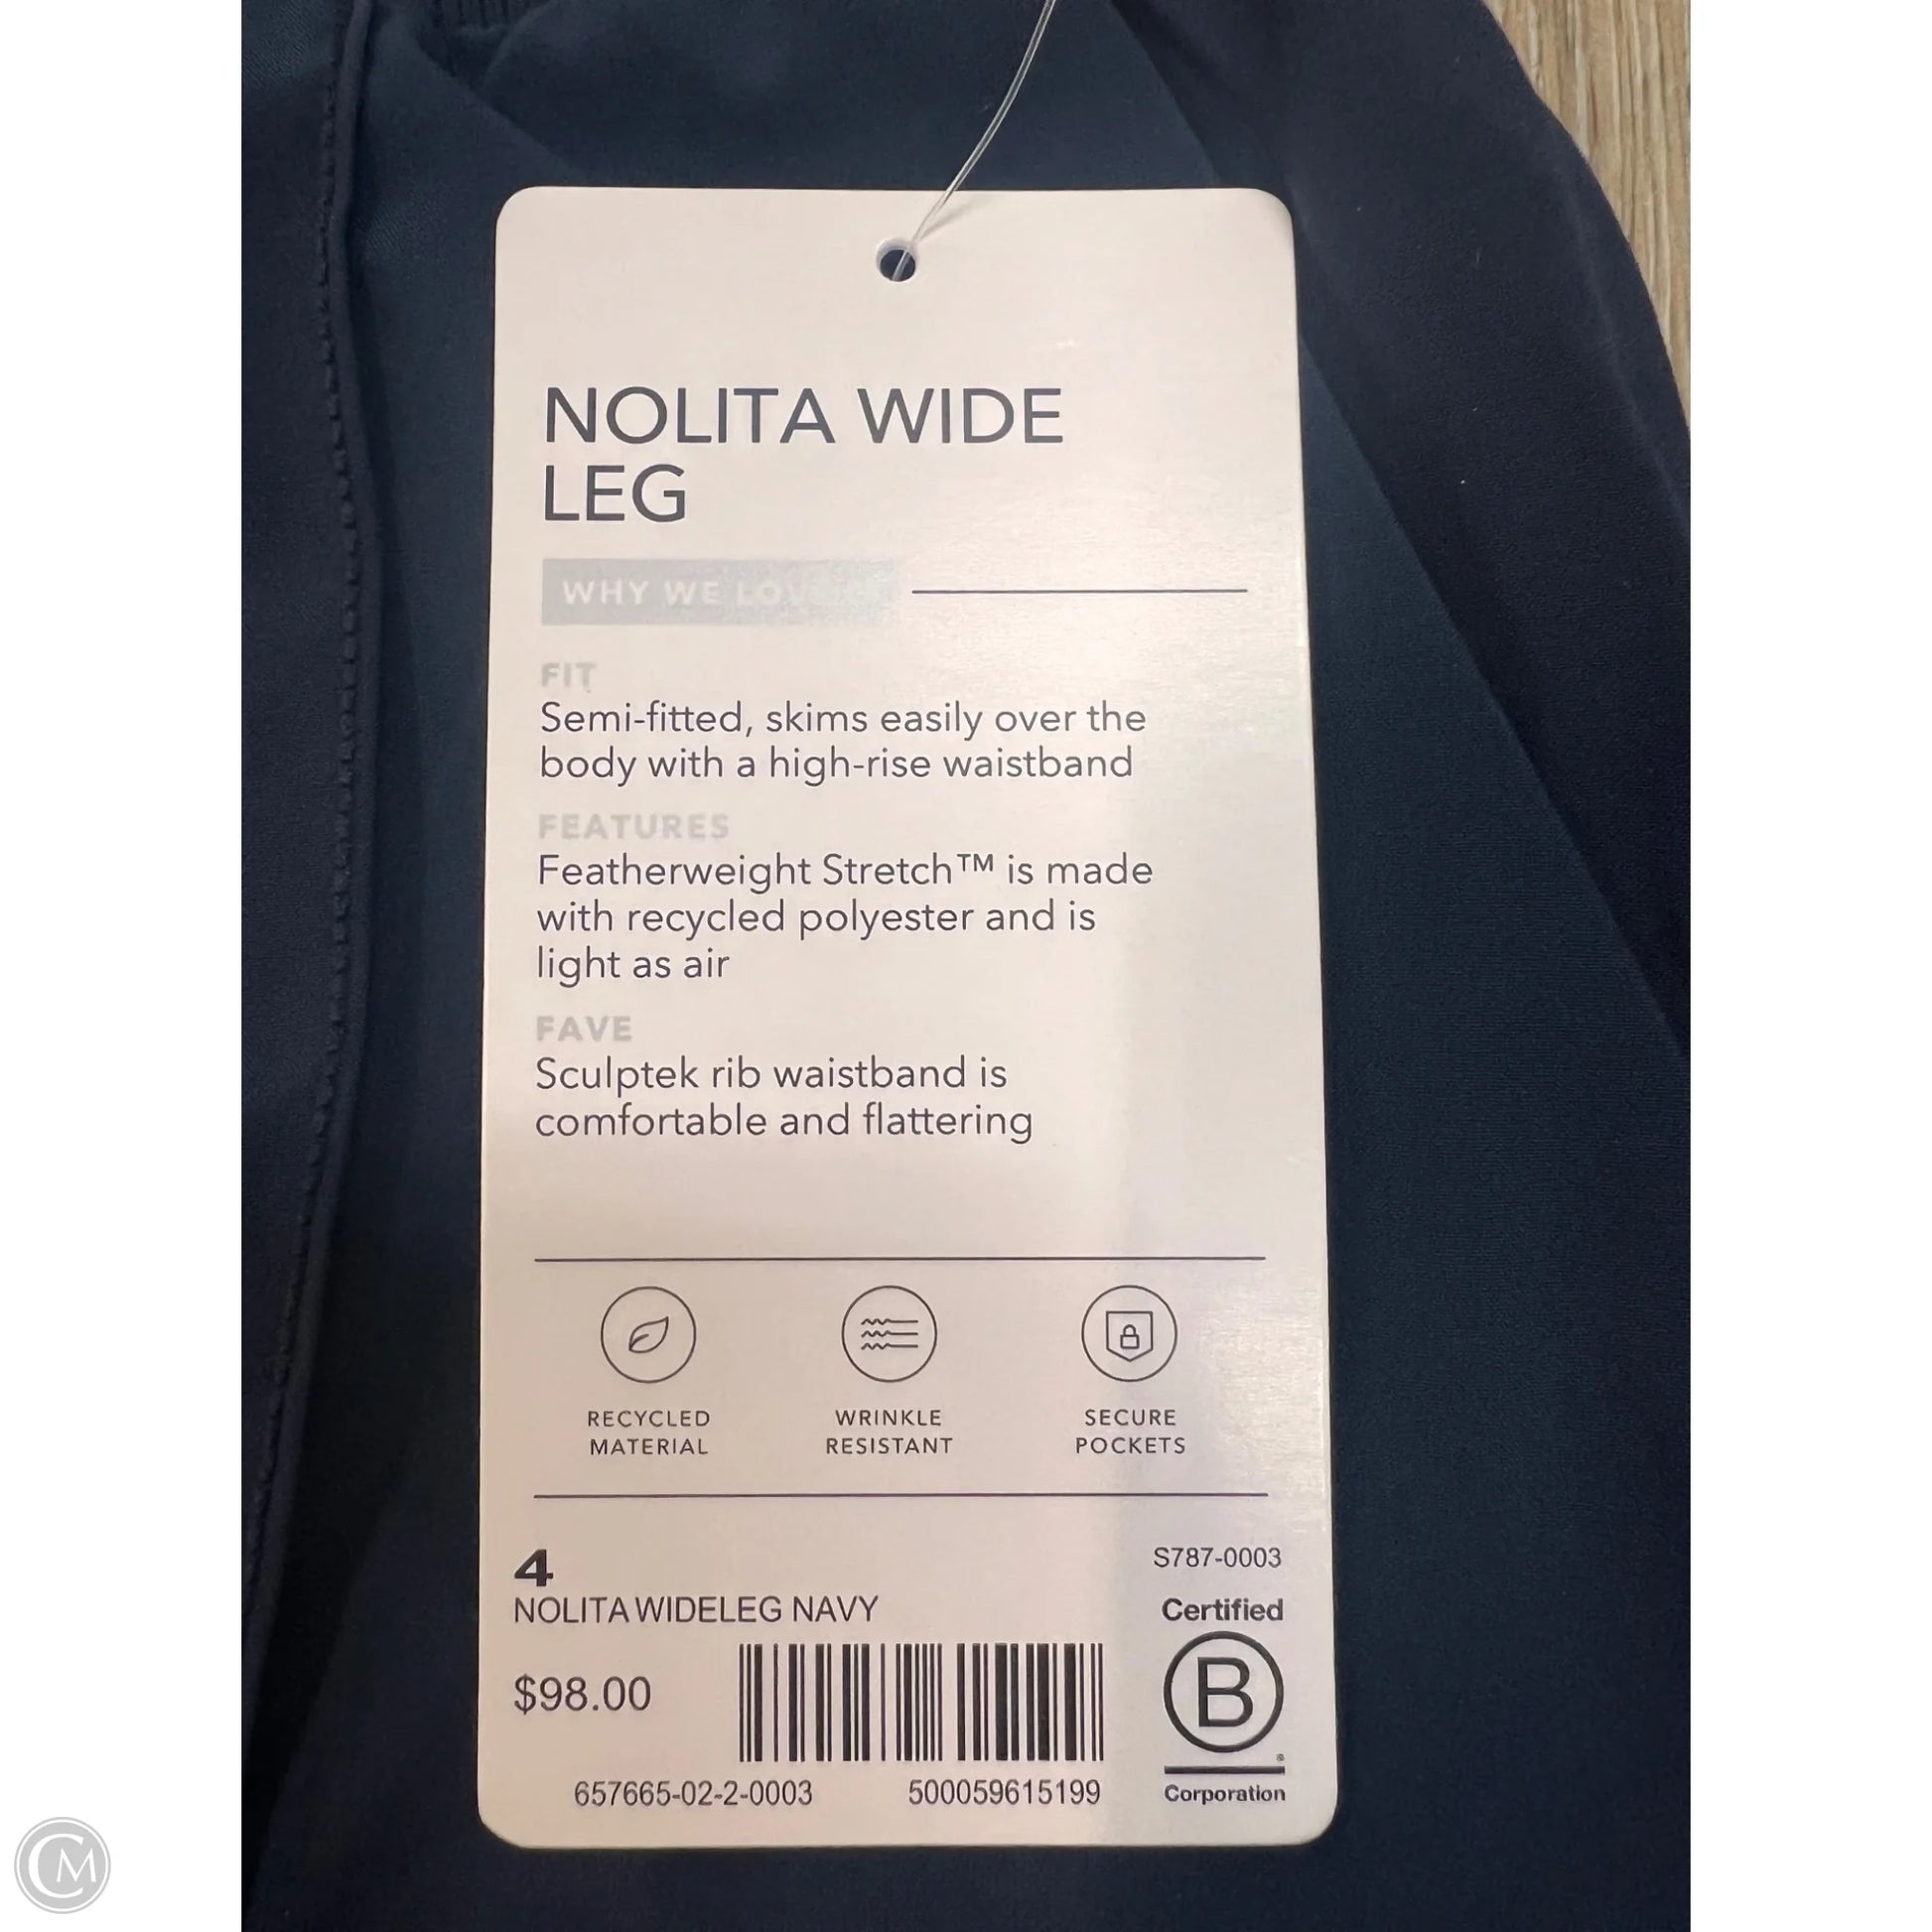 NOLITA WIDE
LEG
WHY WE
FIT
Semi-fitted, skims easily over the
body with a high-rise waistband
FEATURES
Featherweight Stretch™ is made
with recycled polyester and is
light as air
FAVE
Sculptek rib waistband is
comfortable and flattering
RECYCLED
MATERIAL
WRINKLE
RESISTANT
SECURE
POCKETS
4
S787-0003
NOLITA WIDELEG NAVY
Certified
$98.00
B
®
657665-02-2-0003
500059615199
Corporation
CM